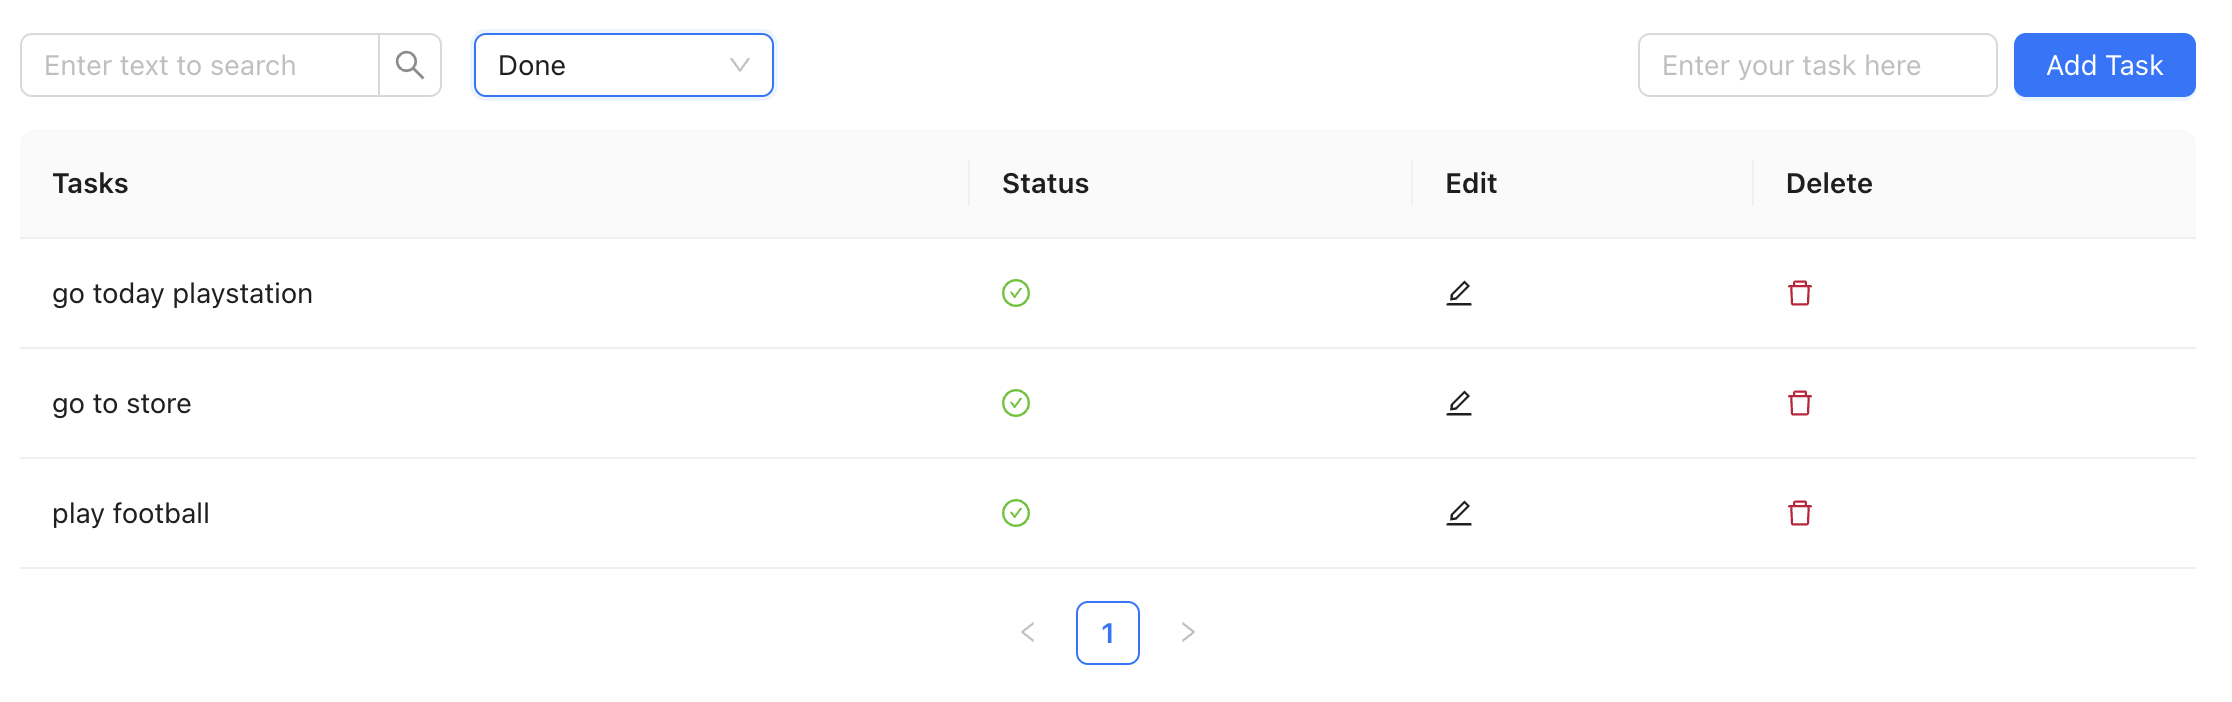 Enter text to search
Done
Enter your task here
Add Task
Tasks Status Edit Delete
go today playstation
go to store
play football
1